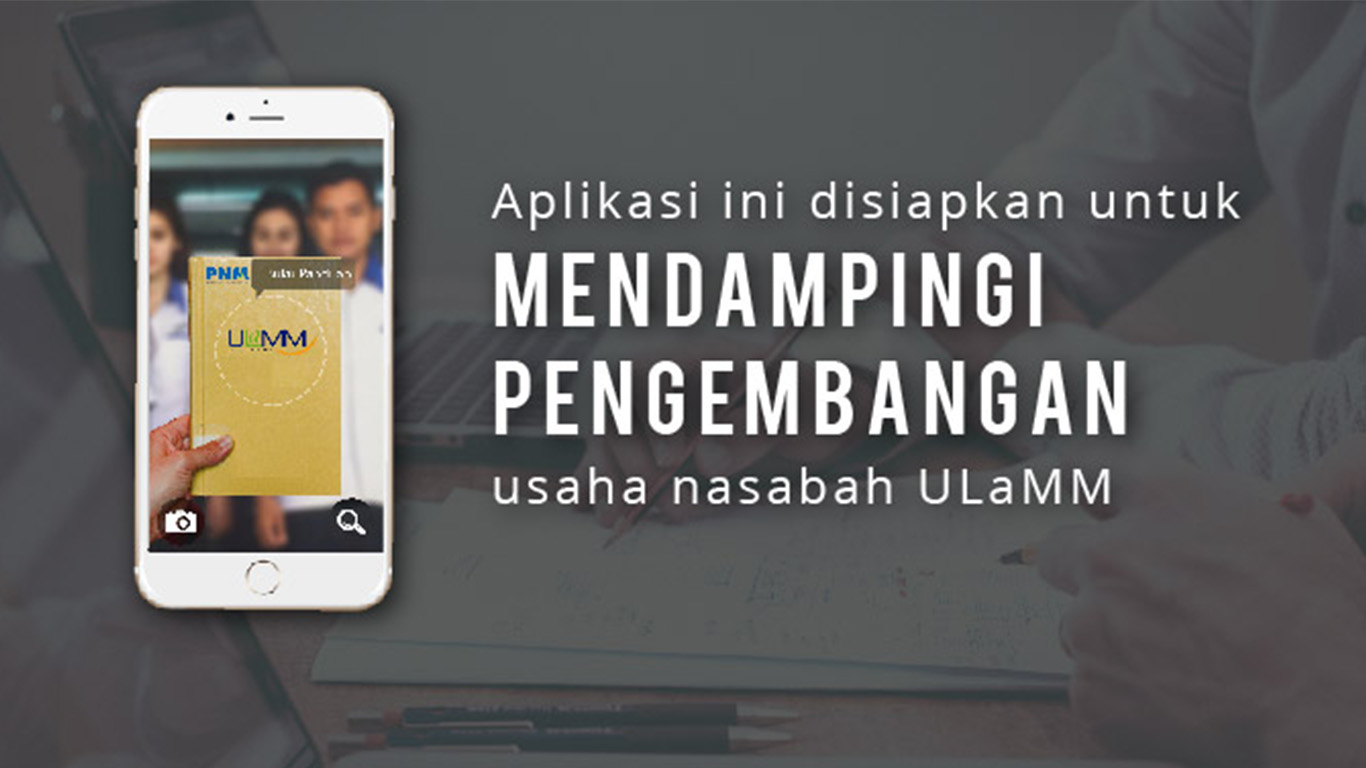 Aplikasi ini disiapkan untuk
MENDAMPINGI
PENGEMBANGAN
usaha nasabah ULaMM
PNM
ULaMM